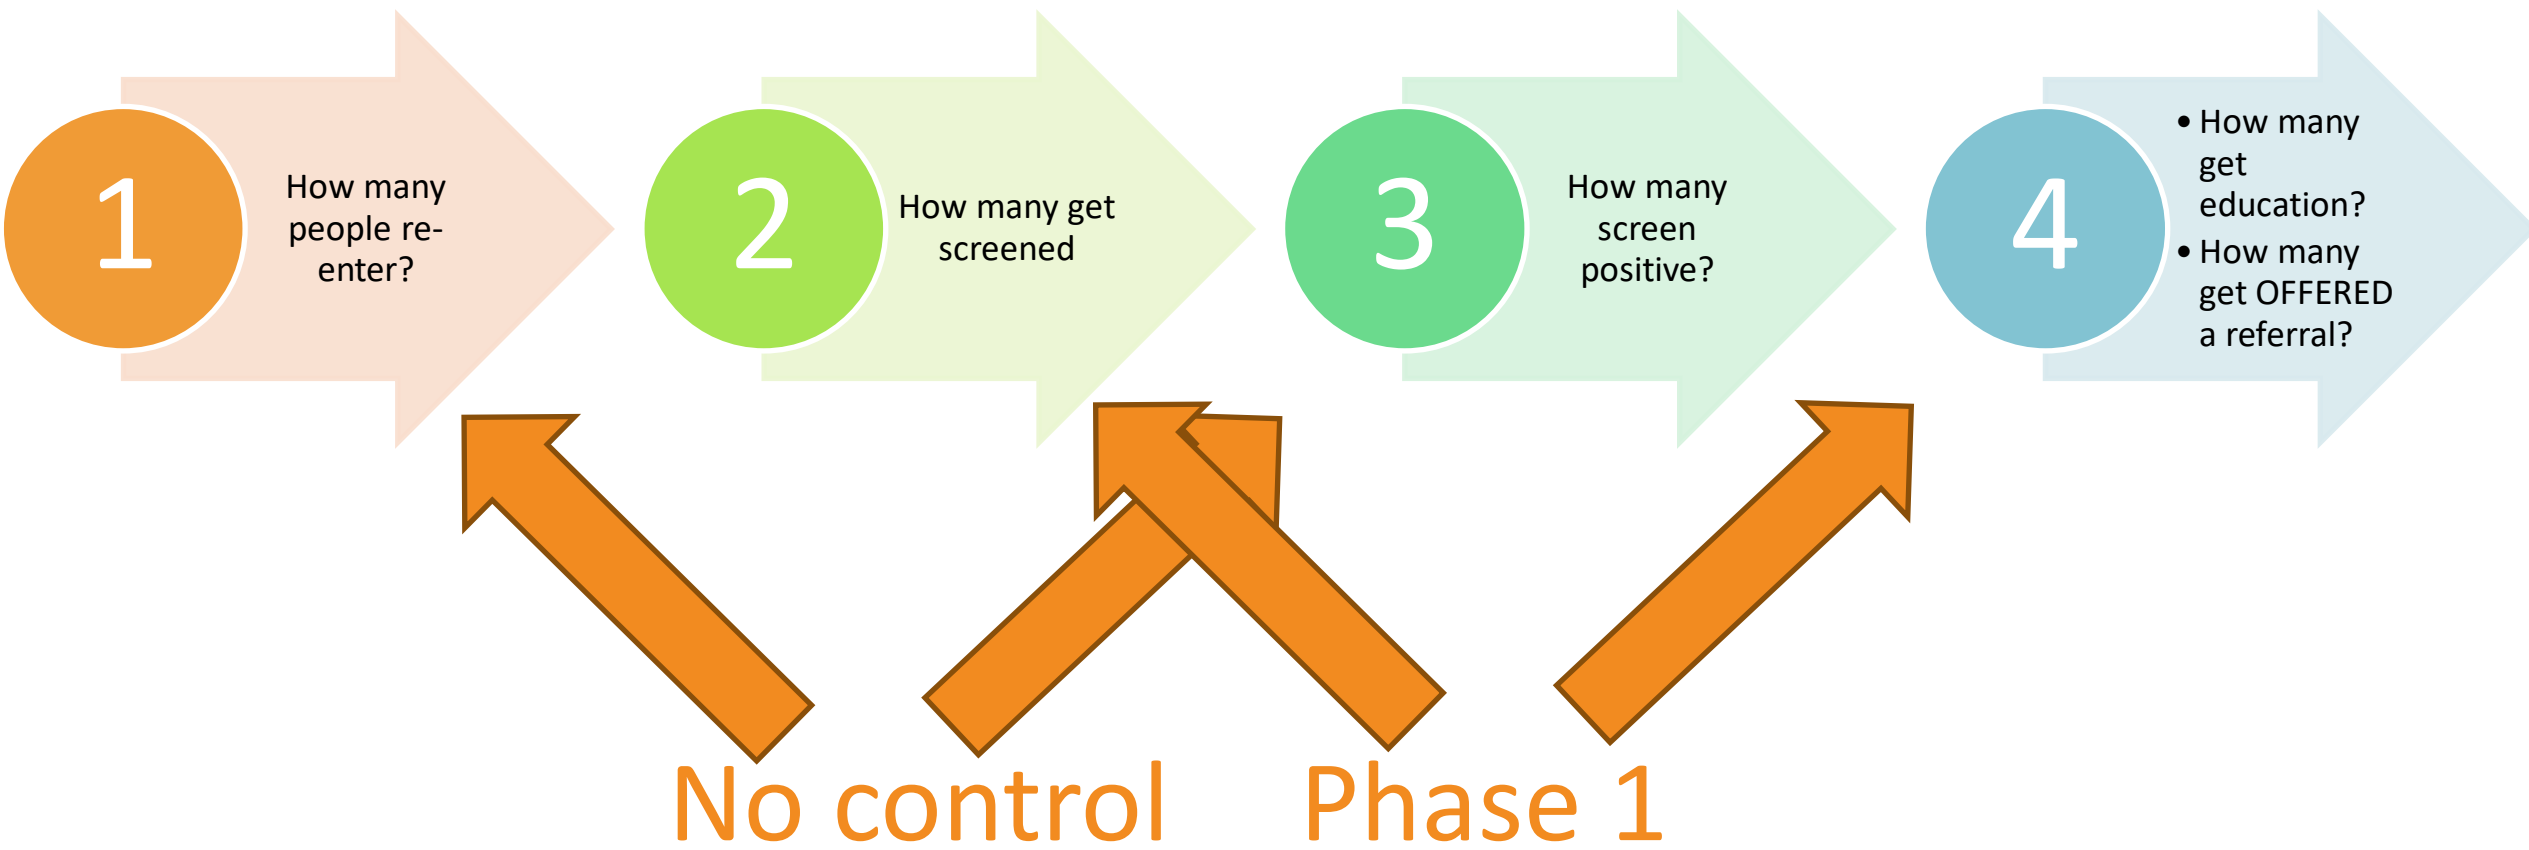 1
How many
people re-
enter?
2
How many get
screened
3
How many
screen
positive?
4
• How many
get
education?
• How many
get OFFERED
a referral?
No control
Phase 1